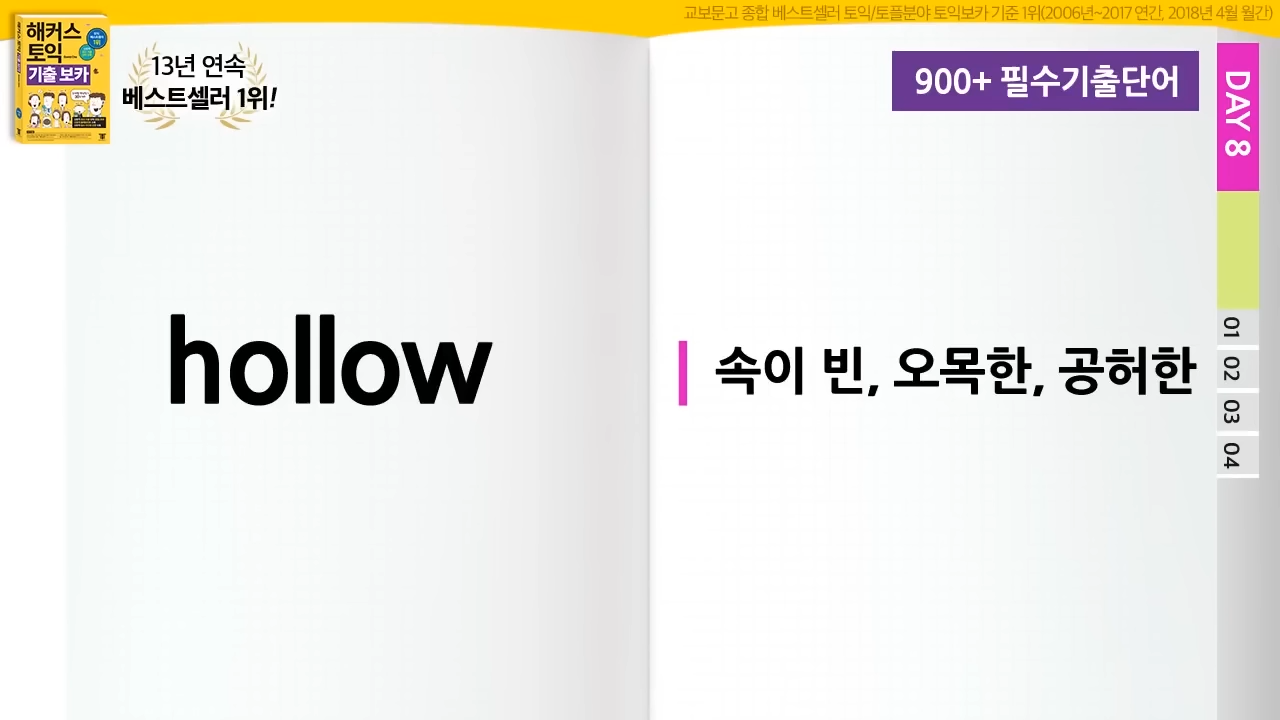 교보문고 종합 베스트셀러 토익/토플분야 토익보카 기준 1위(2006년~2017 연간, 2018년 4월 월간)
해커스
토익
기출 보카
13년 연속
베스트셀러 1위!
900+ 필수기출단어
DAY 8
hollow
속이 빈, 오목한, 공허한
01
02
03
04